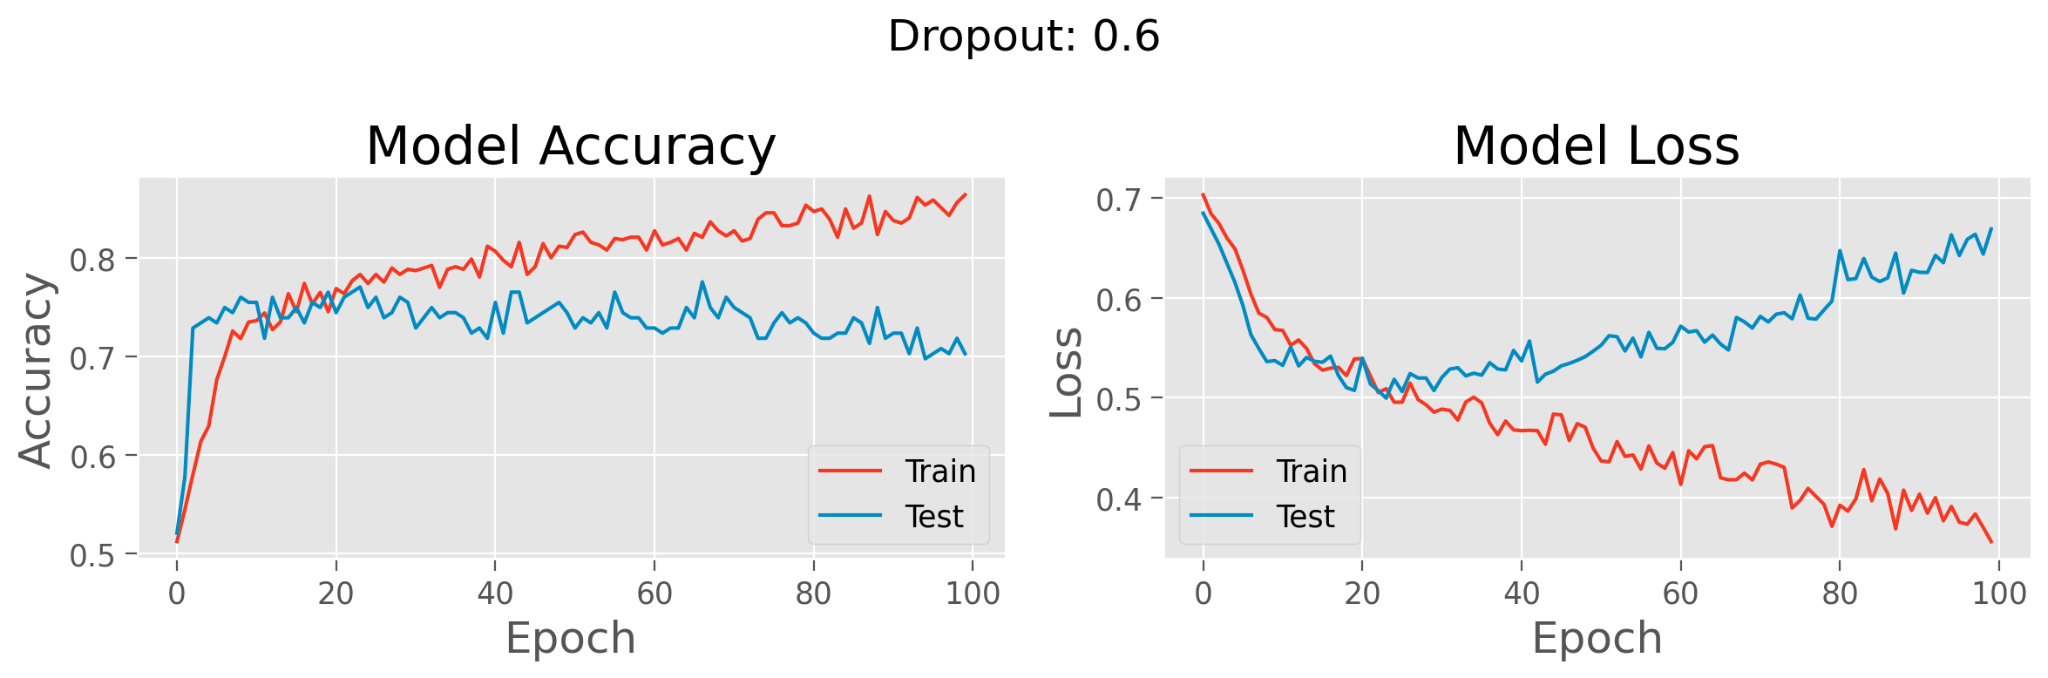 Dropout: 0.6
Model Accuracy
Accuracy
0.8
0.7
0.6
0.5
Train
Test
0 20 40 60 80 100
Epoch
Model Loss
Loss
0.7
0.6
0.5
0.4
Train
Test
0 20 40 60 80 100
Epoch